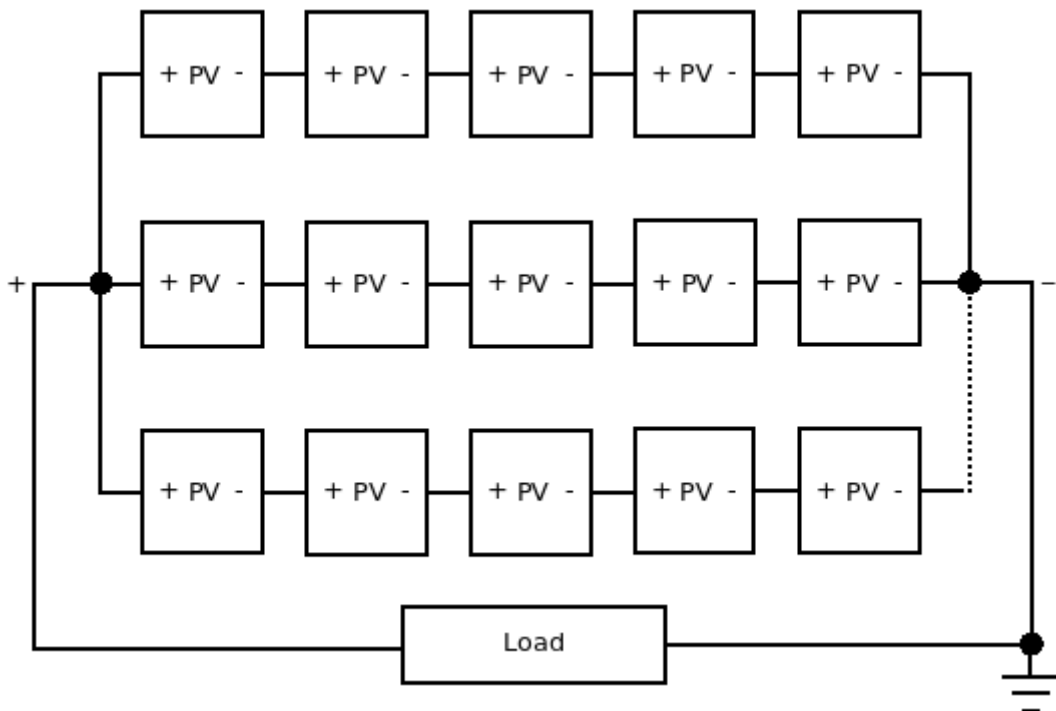 + PV - + PV - + PV - + PV - + PV -
+ + PV - + PV - + PV - + PV - + PV - −
+ PV - + PV - + PV - + PV - + PV -
Load